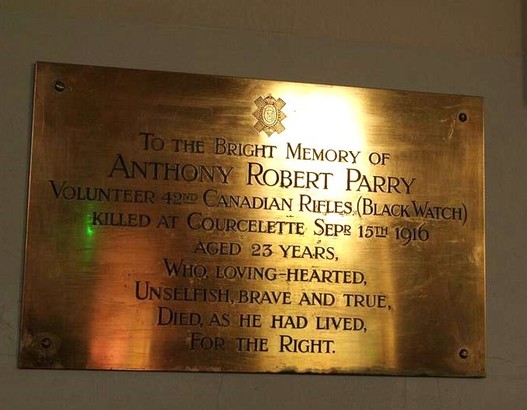 To the Bright Memory of
Anthony Robert Parry
Volunteer 42nd Canadian Rifles, (Black Watch)
killed at Courcelette Sepr 15th 1916
aged 23 years,
Who, loving-hearted,
Unselfish, brave and true,
Died, as he had lived,
For the Right.